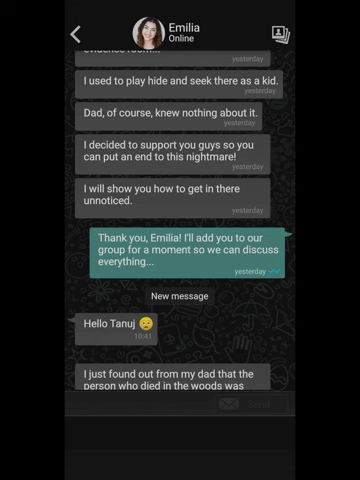 Emilia
Online
evidence room...
yesterday
I used to play hide and seek there as a kid.
yesterday
Dad, of course, knew nothing about it.
yesterday
I decided to support you guys so you
can put an end to this nightmare!
yesterday
I will show you how to get in there
unnoticed.
yesterday
Thank you, Emilia! I'll add you to our
group for a moment so we can discuss
everything...
yesterday
New message
Hello Tanuj
10:41
I just found out from my dad that the
person who died in the woods was
Send